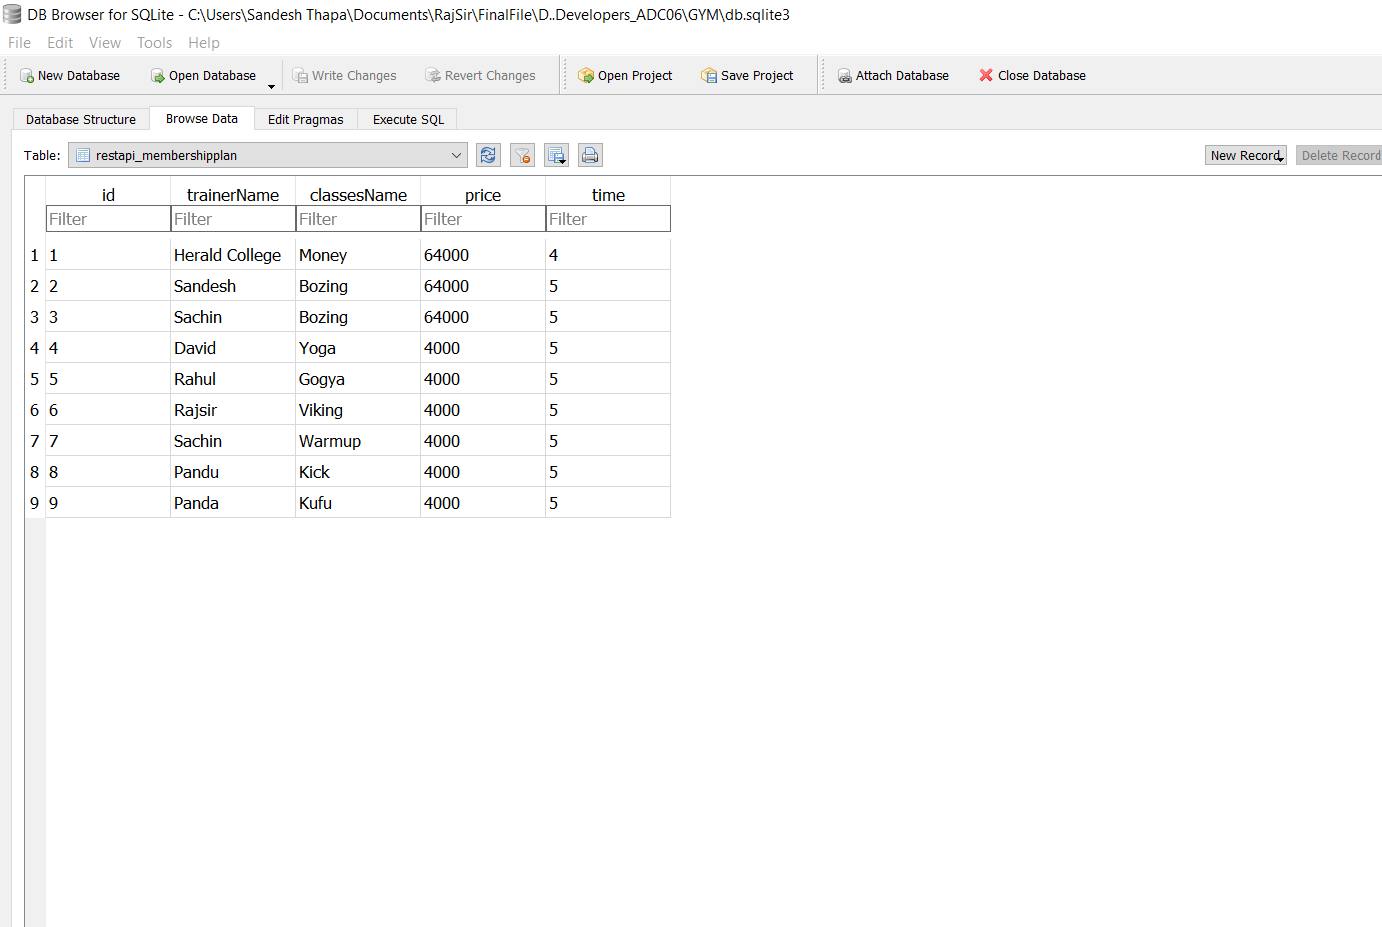 DB Browser for SQLite - C:\Users\Sandesh Thapa\Documents\RajSir\FinalFile\D..Developers_ADC06\GYM\db.sqlite3
File Edit View Tools Help
New Database Open Database Write Changes Revert Changes Open Project Save Project Attach Database Close Database
Database Structure Browse Data Edit Pragmas Execute SQL
Table: restapi_membershipplan New Record Delete Record
id trainerName classesName price time
Filter Filter Filter Filter Filter
1 1 Herald College Money 64000 4
2 2 Sandesh Bozing 64000 5
3 3 Sachin Bozing 64000 5
4 4 David Yoga 4000 5
5 5 Rahul Gogya 4000 5
6 6 Rajsir Viking 4000 5
7 7 Sachin Warmup 4000 5
8 8 Pandu Kick 4000 5
9 9 Panda Kufu 4000 5